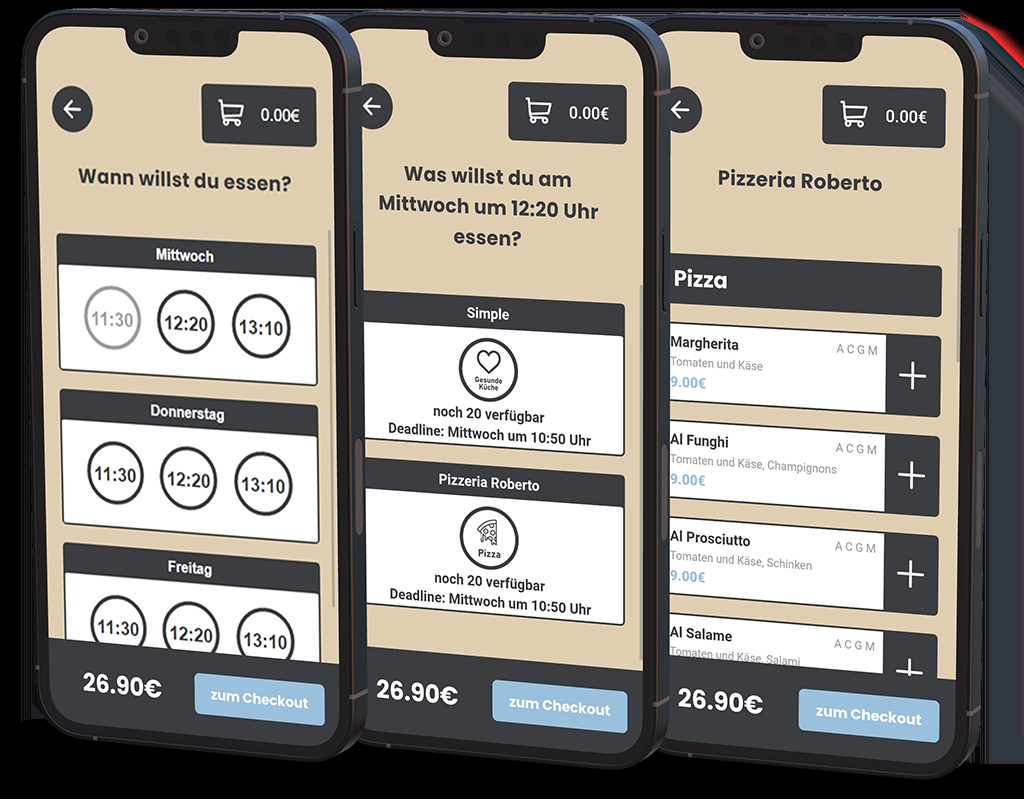 0.00€
Wann willst du essen?
Mittwoch
11:30 12:20 13:10
Donnerstag
11:30 12:20 13:10
Freitag
11:30 12:20 13:10
26.90€ zum Checkout
0.00€
Was willst du am
Mittwoch um 12:20 Uhr
essen?
Simple
Gesunde
Küche
noch 20 verfügbar
Deadline: Mittwoch um 10:50 Uhr
Pizzeria Roberto
Pizza
noch 20 verfügbar
Deadline: Mittwoch um 10:50 Uhr
26.90€ zum Checkout
0.00€
Pizzeria Roberto
Pizza
Margherita A C G M
Tomaten und Käse
9.00€
Al Funghi A C G M
Tomaten und Käse, Champignons
9.00€
Al Prosciutto A C G M
Tomaten und Käse, Schinken
9.00€
Al Salame A C G M
Tomaten und Käse, Salami
26.90€ zum Checkout